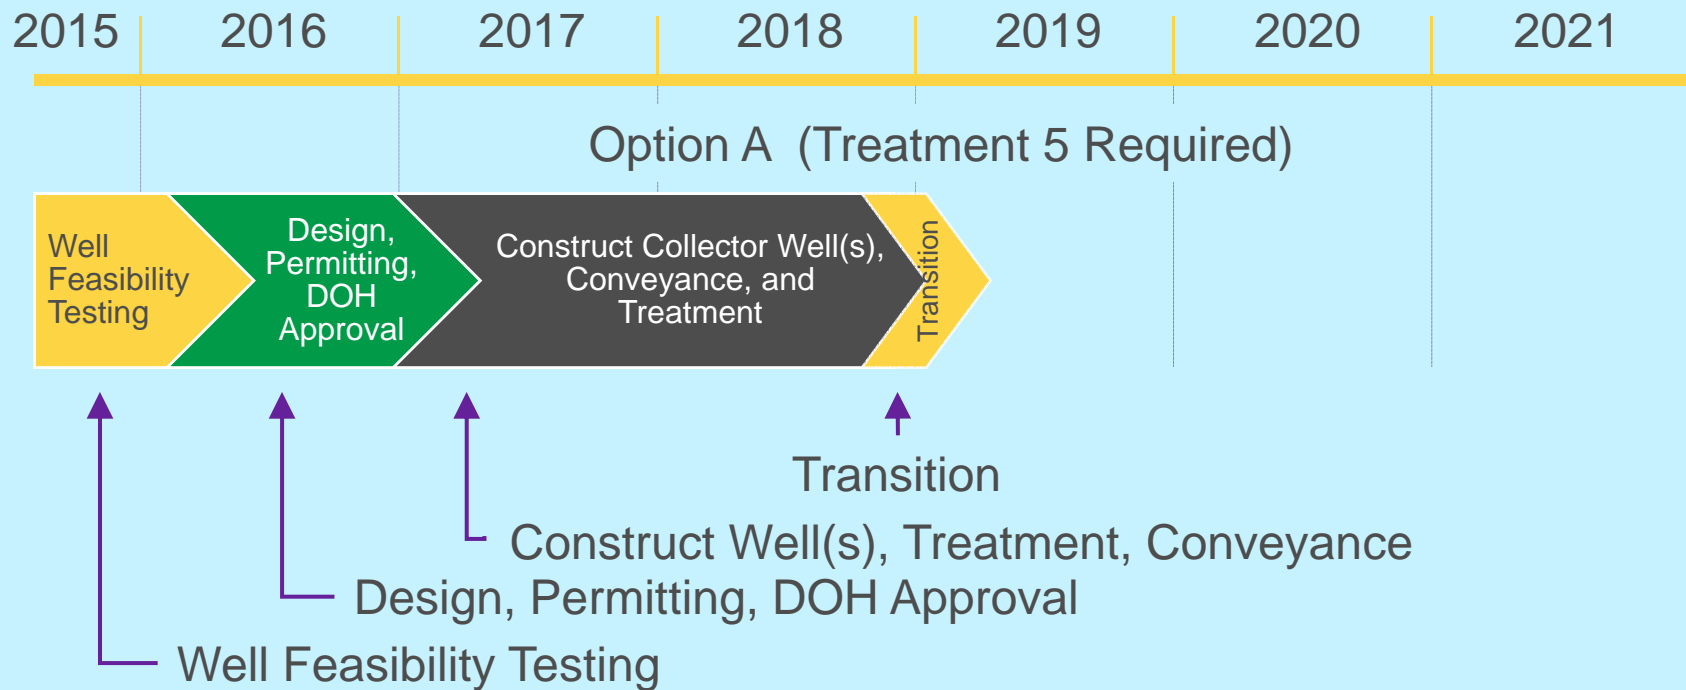 2015 2016 2017 2018 2019 2020 2021
Option A (Treatment 5 Required)
Well
Feasibility
Testing
Design,
Permitting,
DOH
Approval
Construct Collector Well(s),
Conveyance, and
Treatment
Transition
Transition
Construct Well(s), Treatment, Conveyance
Design, Permitting, DOH Approval
Well Feasibility Testing